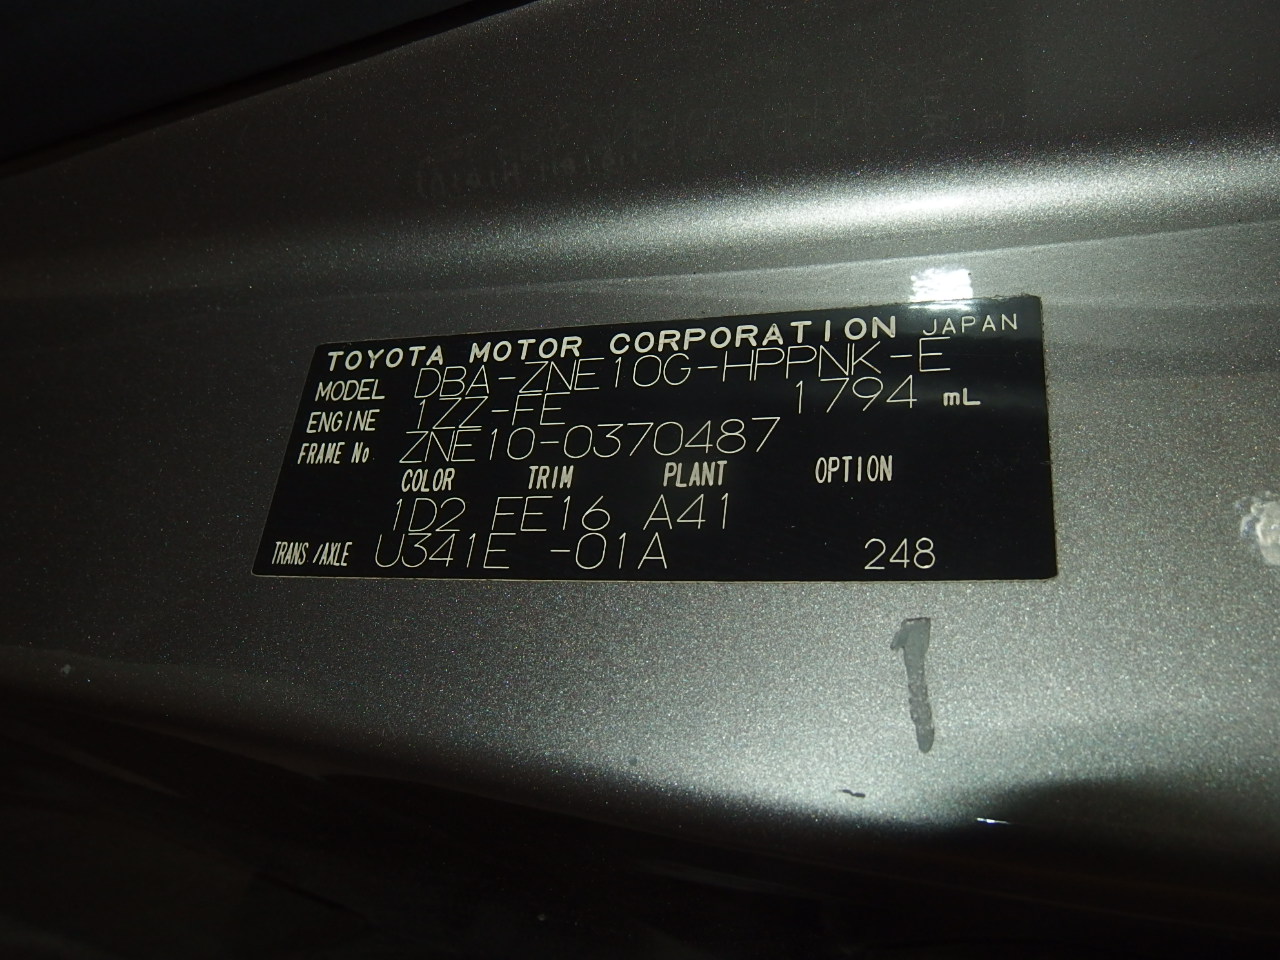 TOYOTA MOTOR CORPORATION JAPAN
MODEL DBA-ZNE10G-HPPNK-E
ENGINE 1ZZ-FE 1794 mL
FRAME No. ZNE10-0370487
COLOR TRIM PLANT OPTION
1D2 FE16 A41
TRANS/AXLE U341E -01A 248
1